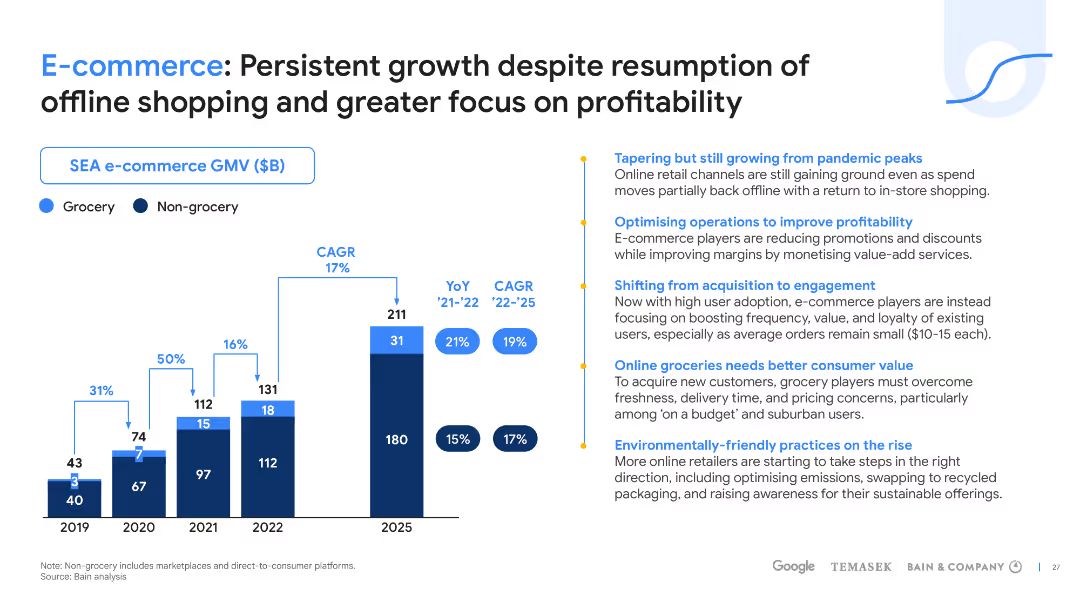 E-commerce: Persistent growth despite resumption of
offline shopping and greater focus on profitability
SEA e-commerce GMV ($B)
Grocery
Non-grocery
CAGR
17%
YoY
'21-'22
CAGR
'22-'25
31%
50%
16%
43
3
40
74
7
67
112
15
97
131
18
112
211
31
180
21%
19%
15%
17%
2019
2020
2021
2022
2025
Tapering but still growing from pandemic peaks
Online retail channels are still gaining ground even as spend
moves partially back offline with a return to in-store shopping.
Optimising operations to improve profitability
E-commerce players are reducing promotions and discounts
while improving margins by monetising value-add services.
Shifting from acquisition to engagement
Now with high user adoption, e-commerce players are instead
focusing on boosting frequency, value, and loyalty of existing
users, especially as average orders remain small ($10-15 each).
Online groceries needs better consumer value
To acquire new customers, grocery players must overcome
freshness, delivery time, and pricing concerns, particularly
among 'on a budget' and suburban users.
Environmentally-friendly practices on the rise
More online retailers are starting to take steps in the right
direction, including optimising emissions, swapping to recycled
packaging, and raising awareness for their sustainable offerings.
Note: Non-grocery includes marketplaces and direct-to-consumer platforms.
Source: Bain analysis
Google TEMASEK BAIN & COMPANY | 27